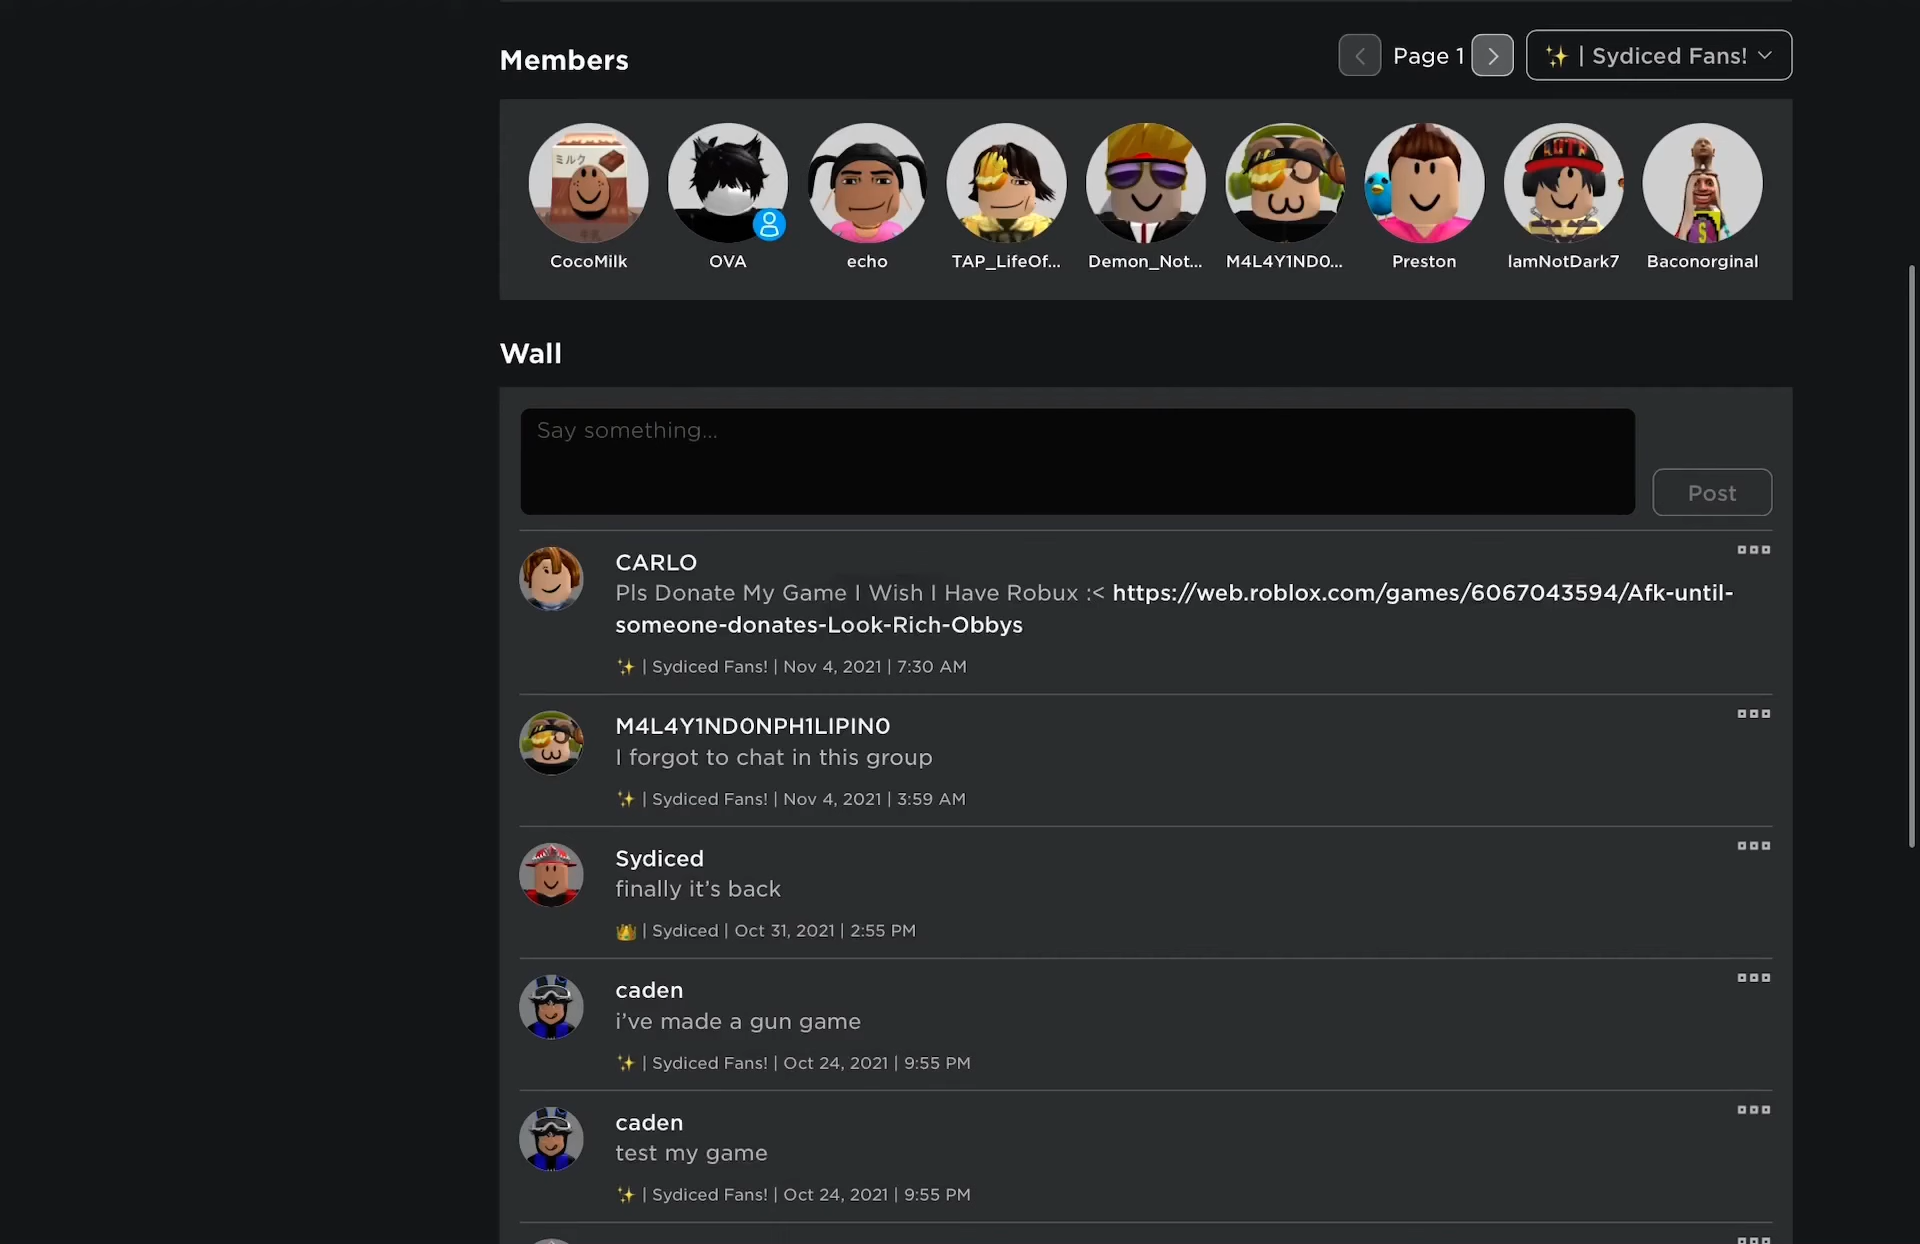 Members
Page 1
✨ | Sydiced Fans!
ミルク
CocoMilk
OVA
echo
TAP_LifeOf...
Demon_Not...
M4L4Y1ND0...
Preston
IamNotDark7
Baconorginal
Wall
Say something...
Post
CARLO
Pls Donate My Game I Wish I Have Robux :< https://web.roblox.com/games/6067043594/Afk-until-
someone-donates-Look-Rich-Obbys
✨ | Sydiced Fans! | Nov 4, 2021 | 7:30 AM
M4L4Y1ND0NPH1LIPIN0
I forgot to chat in this group
✨ | Sydiced Fans! | Nov 4, 2021 | 3:59 AM
Sydiced
finally it’s back
👑 | Sydiced | Oct 31, 2021 | 2:55 PM
caden
i’ve made a gun game
✨ | Sydiced Fans! | Oct 24, 2021 | 9:55 PM
caden
test my game
✨ | Sydiced Fans! | Oct 24, 2021 | 9:55 PM